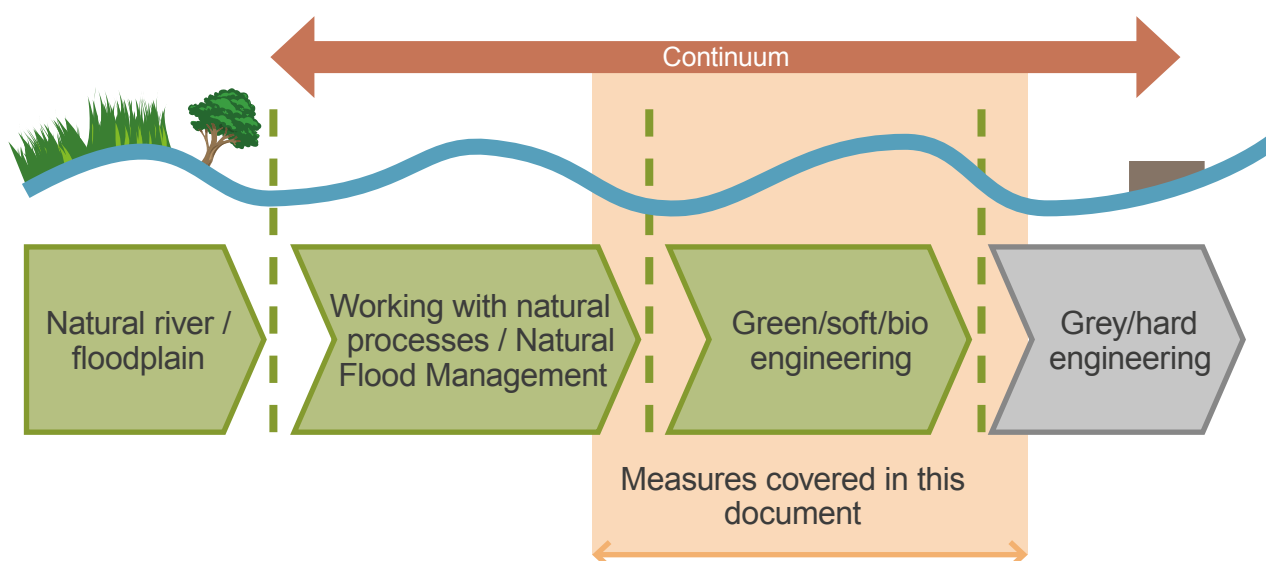 Continuum
Natural river /
floodplain
Working with natural
processes / Natural
Flood Management
Green/soft/bio
engineering
Grey/hard
engineering
Measures covered in this
document